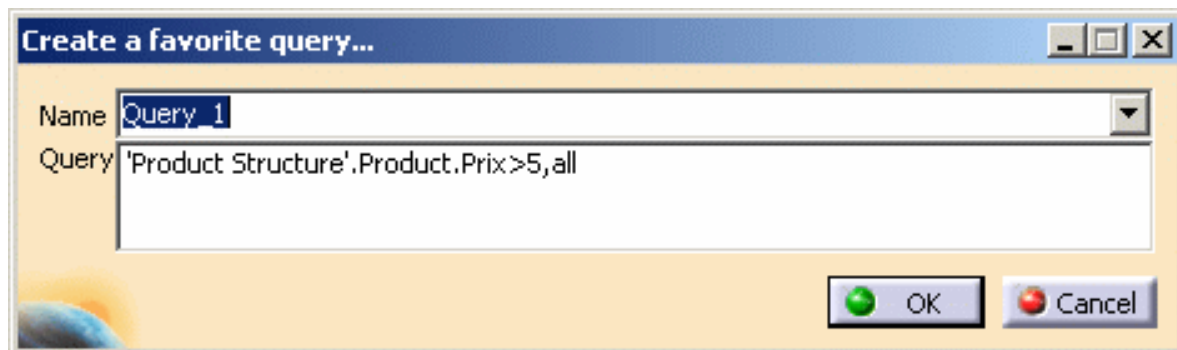 Create a favorite query...
Name Query_1
Query 'Product Structure'.Product.Prix>5,all
OK Cancel